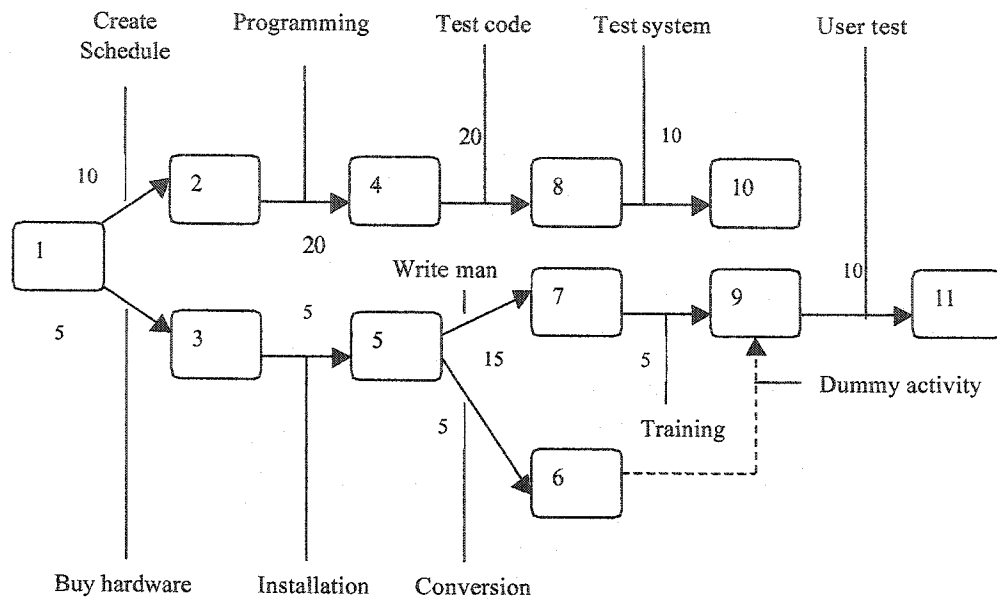 Create
Schedule
Programming
Test code
Test system
User test
10
20
10
2
4
8
10
1
20
Write man
10
7
9
11
5
5
3
5
15
5
Dummy activity
5
Training
6
Buy hardware
Installation
Conversion